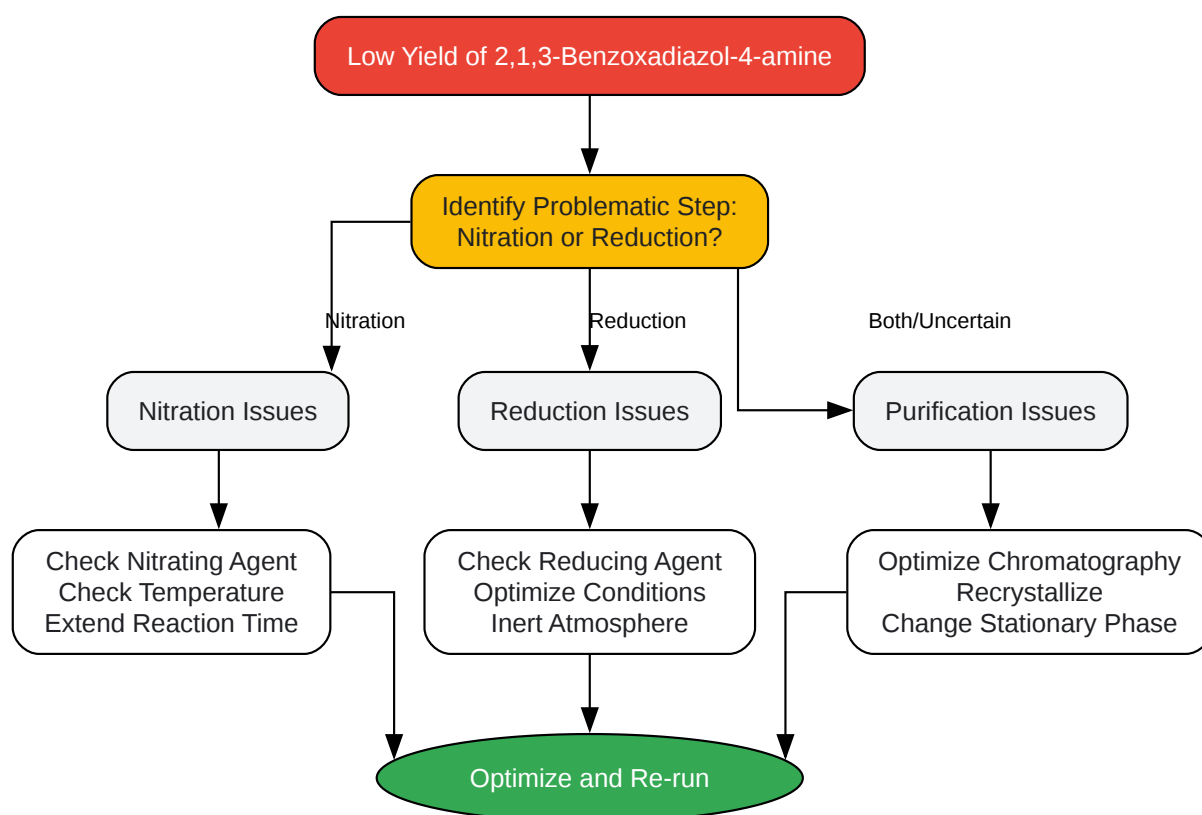 Low Yield of 2,1,3-Benzoxadiazol-4-amine
Identify Problematic Step:
Nitration or Reduction?
Nitration
Reduction
Both/Uncertain
Nitration Issues
Reduction Issues
Purification Issues
Check Nitrating Agent
Check Temperature
Extend Reaction Time
Check Reducing Agent
Optimize Conditions
Inert Atmosphere
Optimize Chromatography
Recrystallize
Change Stationary Phase
Optimize and Re-run